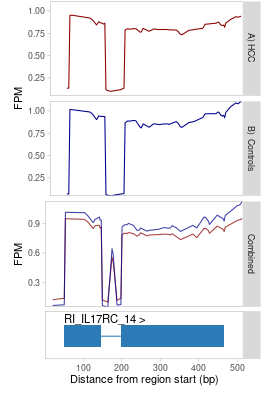 1.00
0.75
0.50
0.25
FPM
A) HCC
1.00
0.75
0.50
0.25
FPM
B) Controls
0.9
0.6
0.3
FPM
Combined
RI_IL17RC_14 >
100
200
300
400
500
Distance from region start (bp)